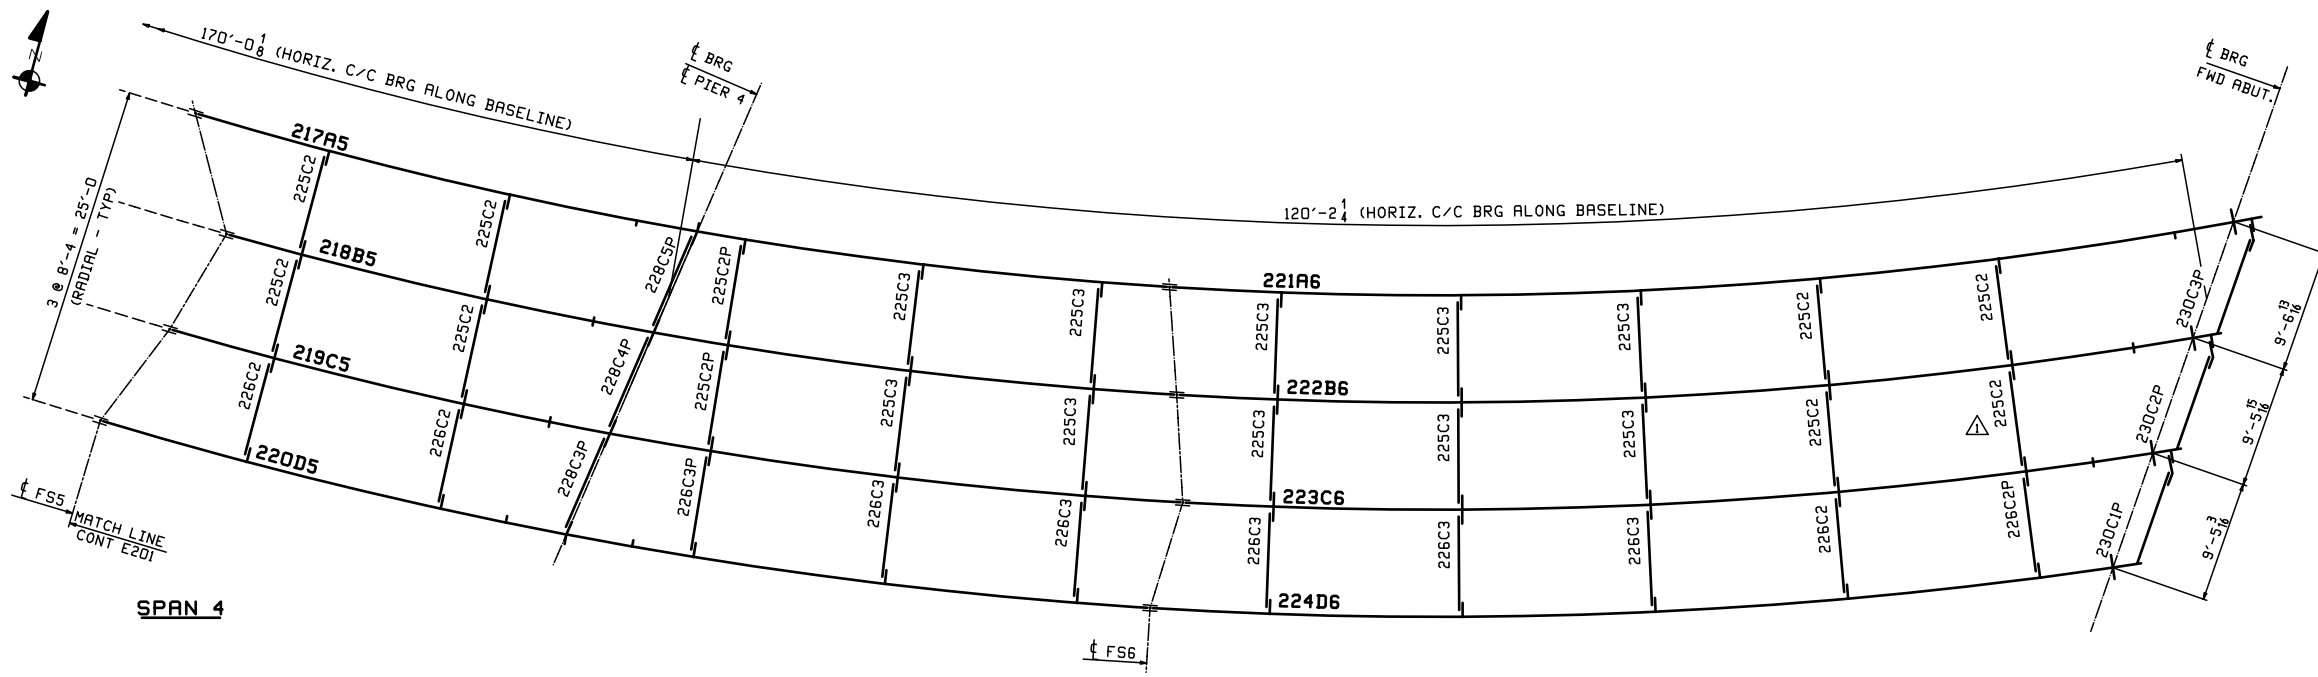 N
170'-0 1/8 (HORIZ. C/C BRG ALONG BASELINE)
℄ BRG
℄ PIER 4
℄ BRG
FWD ABUT.
120'-2 1/4 (HORIZ. C/C BRG ALONG BASELINE)
3 @ 8'-4 = 25'-0
(RADIAL - TYP)
217A5
218B5
219C5
220D5
221A6
222B6
223C6
224D6
225C2
225C2
228C5P
225C2P
225C3
225C3
225C3
225C3
225C3
225C2
225C2
230C3P
225C2
225C2
228C4P
225C2P
225C3
225C3
225C3
225C3
225C3
225C2
225C2
230C2P
226C2
226C2
228C3P
226C3P
226C3
226C3
226C3
226C3
226C3
226C2
226C2P
230C1P
1
9'-6 13/16
9'-5 15/16
9'-5 3/16
℄ FS5
MATCH LINE
CONT E201
℄ FS6
SPAN 4